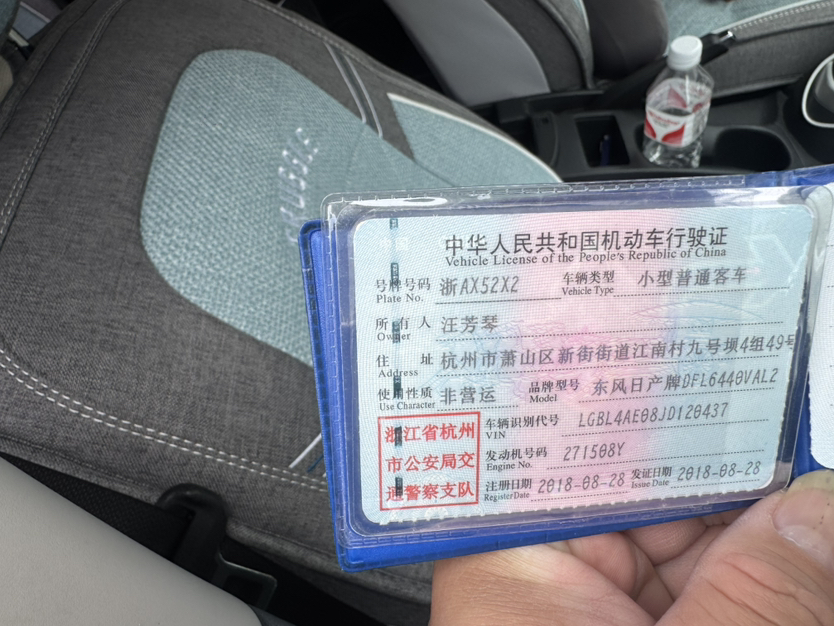 中华人民共和国机动车行驶证
Vehicle License of the People's Republic of China
号牌号码 浙AX52X2 车辆类型 小型普通客车
Plate No. Vehicle Type
所有人 汪芳琴
Owner
住址 杭州市萧山区新街街道江南村九号坝4组49号
Address
使用性质 非营运 品牌型号 东风日产牌DFL6440VAL2
Use Character Model
浙江省杭州
市公安局交
通警察支队
车辆识别代号 LGBL4AE08JD120437
VIN
发动机号码 271508Y
Engine No.
注册日期 2018-08-28 发证日期 2018-08-28
Register Date Issue Date